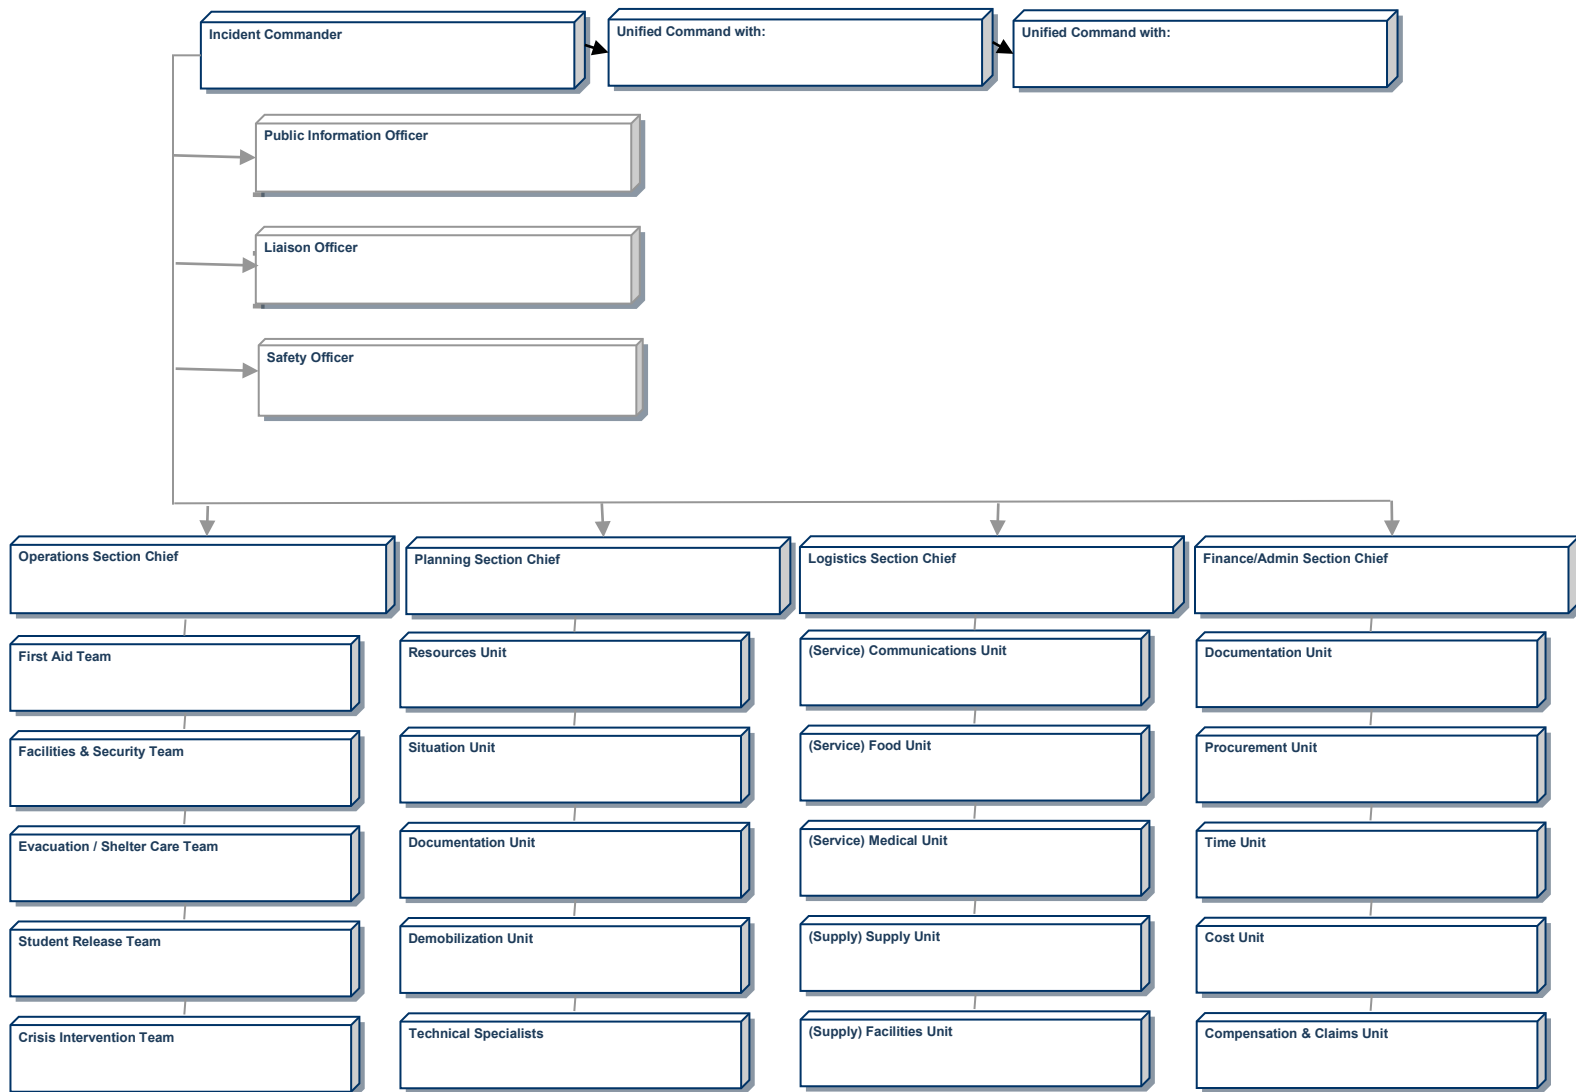 Incident Commander
Unified Command with:
Unified Command with:
Public Information Officer
Liaison Officer
Safety Officer
Operations Section Chief
Planning Section Chief
Logistics Section Chief
Finance/Admin Section Chief
First Aid Team
Resources Unit
(Service) Communications Unit
Documentation Unit
Facilities & Security Team
Situation Unit
(Service) Food Unit
Procurement Unit
Evacuation / Shelter Care Team
Documentation Unit
(Service) Medical Unit
Time Unit
Student Release Team
Demobilization Unit
(Supply) Supply Unit
Cost Unit
Crisis Intervention Team
Technical Specialists
(Supply) Facilities Unit
Compensation & Claims Unit